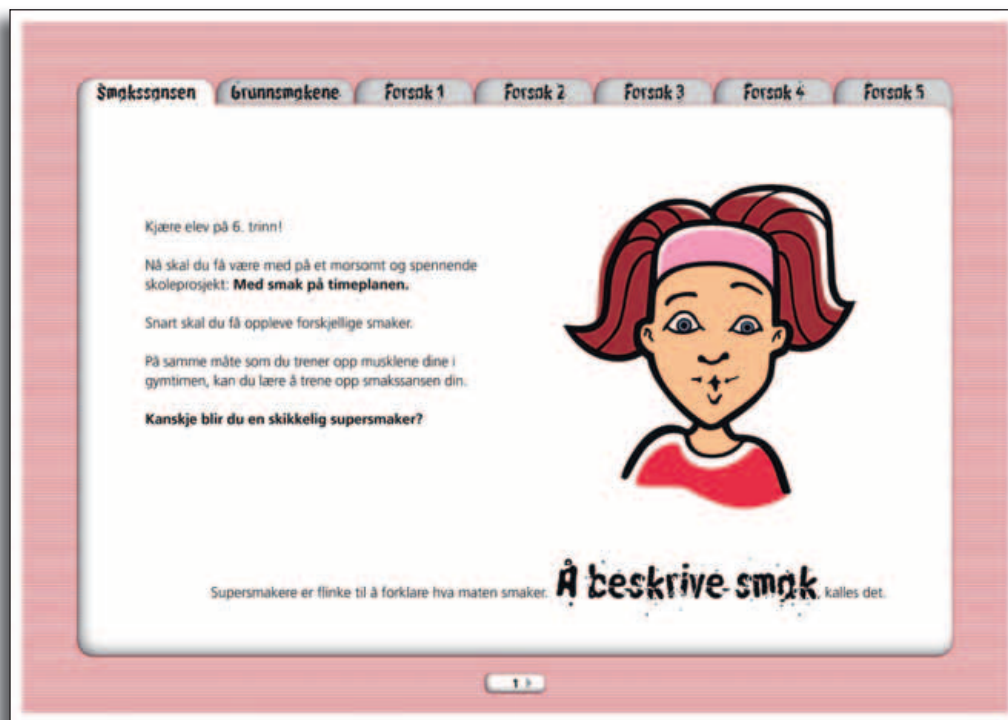 Smakssansen Grunnsmakene Forsøk 1 Forsøk 2 Forsøk 3 Forsøk 4 Forsøk 5
Kjære elev på 6. trinn!
Nå skal du få være med på et morsomt og spennende
skoleprosjekt: Med smak på timeplanen.
Snart skal du få oppleve forskjellige smaker.
På samme måte som du trener opp musklene dine i
gymtimen, kan du lære å trene opp smakssansen din.
Kanskje blir du en skikkelig supersmaker?
Supersmakere er flinke til å forklare hva maten smaker. Å beskrive smak, kalles det.
1